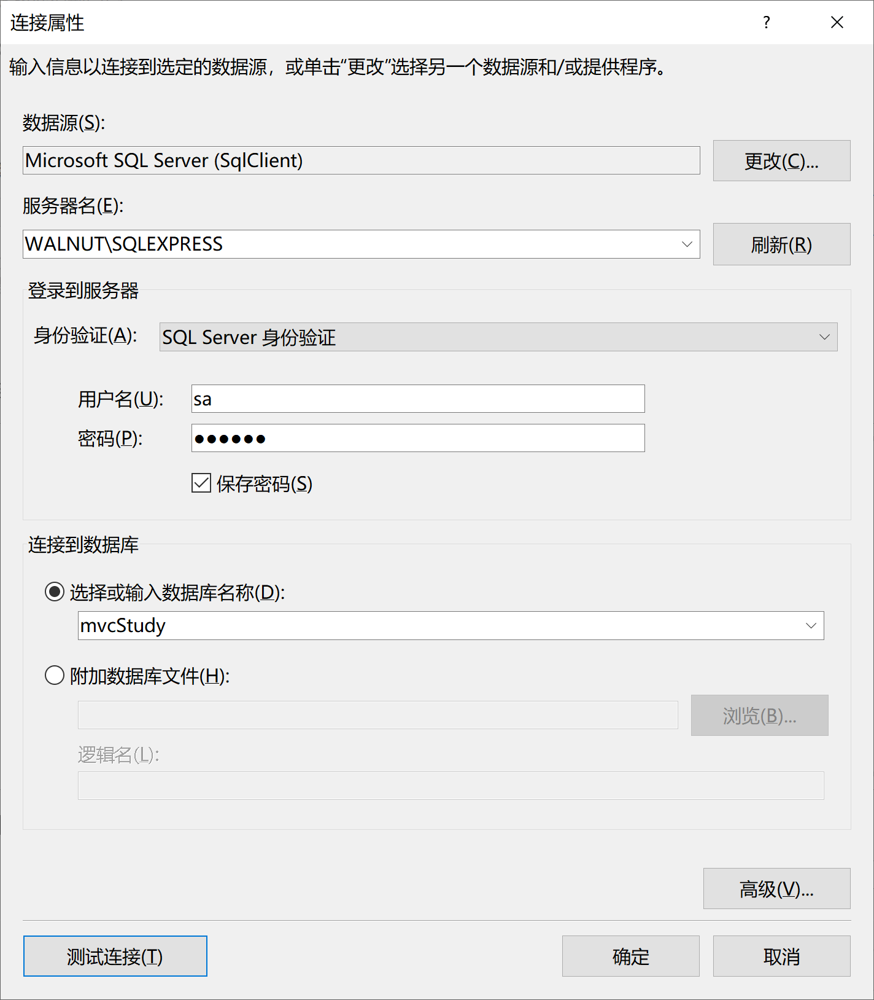 连接属性
?
输入信息以连接到选定的数据源，或单击“更改”选择另一个数据源和/或提供程序。
数据源(S):
Microsoft SQL Server (SqlClient)
更改(C)...
服务器名(E):
WALNUT\SQLEXPRESS
刷新(R)
登录到服务器
身份验证(A):
SQL Server 身份验证
用户名(U):
sa
密码(P):
●●●●●●
保存密码(S)
连接到数据库
选择或输入数据库名称(D):
mvcStudy
附加数据库文件(H):
浏览(B)...
逻辑名(L):
高级(V)...
测试连接(T)
确定
取消